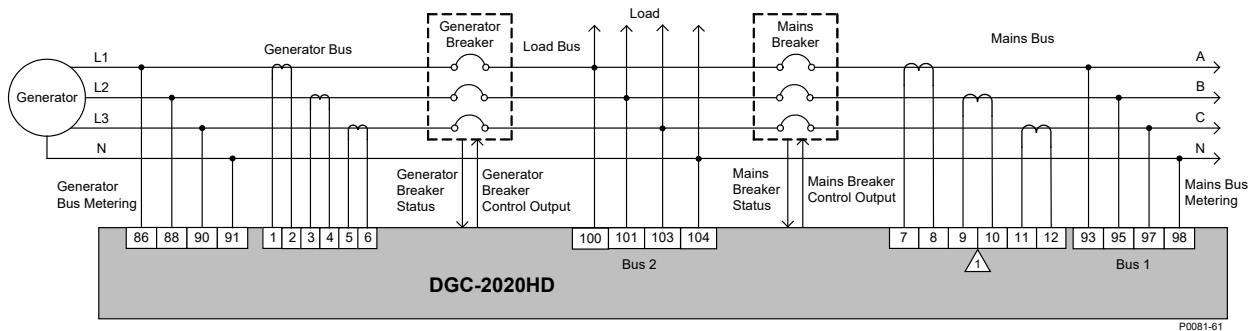 Load
Generator
Breaker
Mains
Breaker
Generator Bus
Load Bus
Mains Bus
L1
A
Generator
L2
B
L3
C
N
N
Generator
Bus Metering
Generator
Breaker
Status
Generator
Breaker
Control Output
Mains
Breaker
Status
Mains Breaker
Control Output
Mains Bus
Metering
86 88 90 91 1 2 3 4 5 6 100 101 103 104 7 8 9 10 11 12 93 95 97 98
Bus 2
1
Bus 1
DGC-2020HD
P0081-61